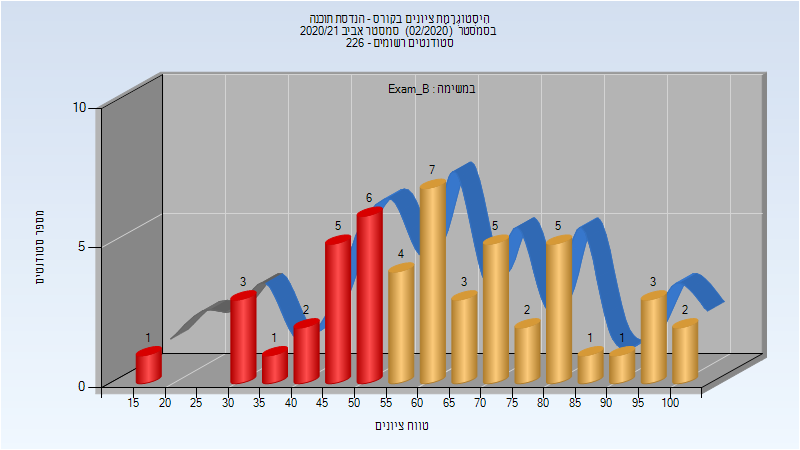 היסטוגרמת ציונים בקורס - הנדסת תוכנה
בסמסטר (02/2020) סמסטר אביב 2020/21
סטודנטים רשומים - 226
במשימה : Exam_B
מספר סטודנטים
10
5
0
1
3
1
2
5
6
4
7
3
5
2
5
1
1
3
2
15 20 25 30 35 40 45 50 55 60 65 70 75 80 85 90 95 100
טווח ציונים